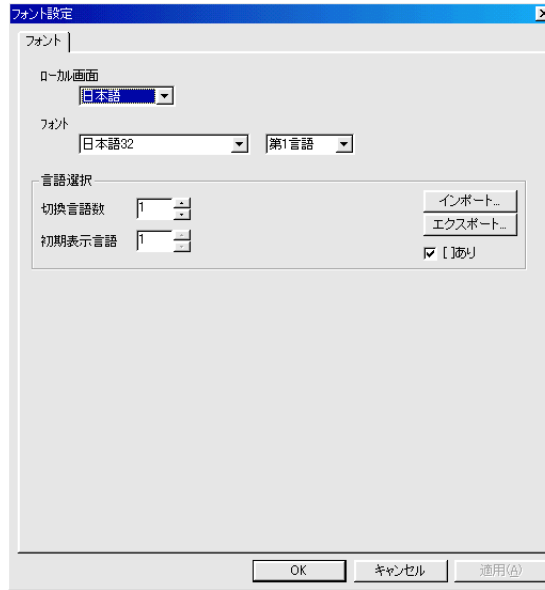 フォント設定
フォント
ローカル画面
日本語
フォント
日本語32
第1言語
言語選択
切換言語数
1
インポート...
エクスポート...
初期表示言語
1
[ ]あり
OK
キャンセル
適用(A)